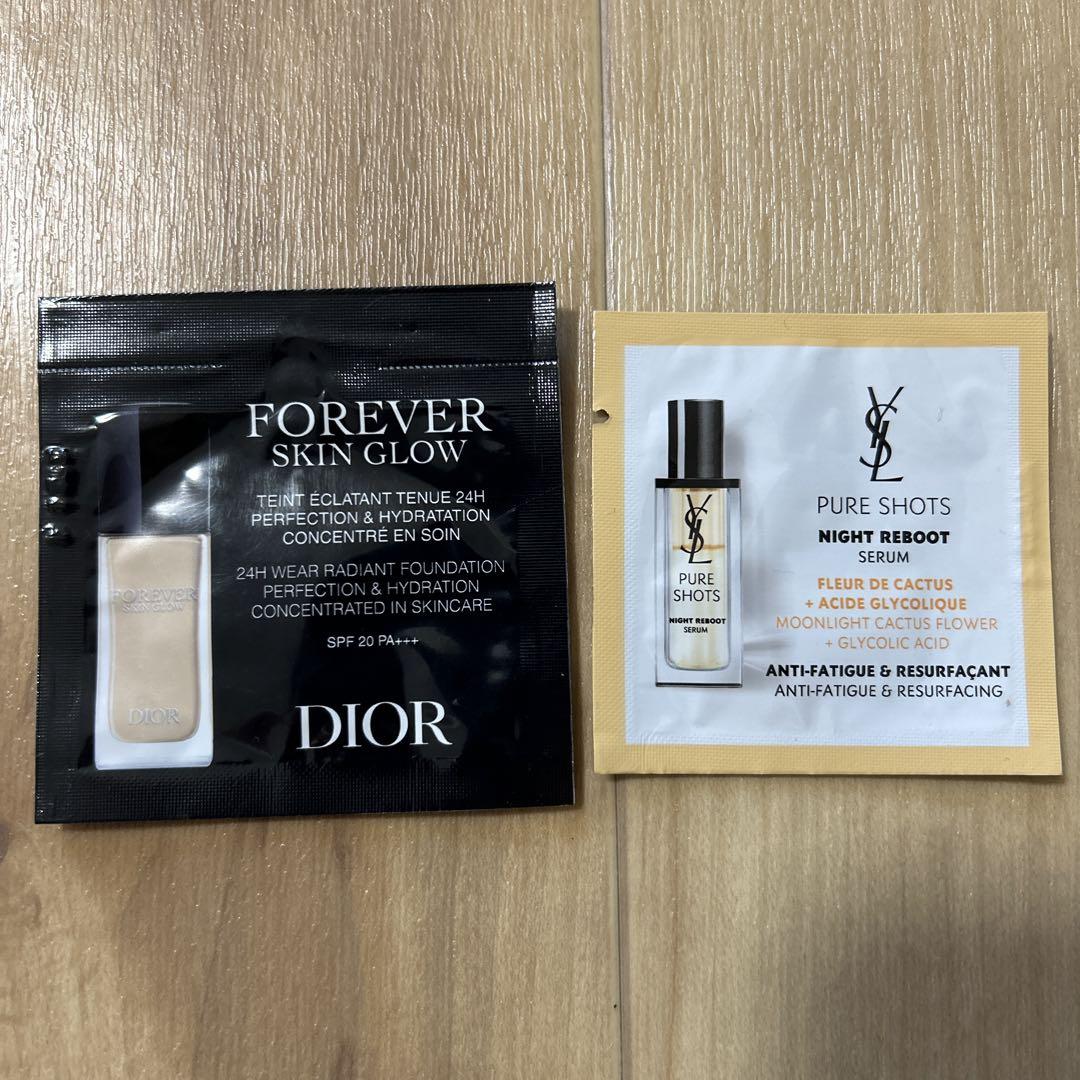 FOREVER
SKIN GLOW
TEINT ÉCLATANT TENUE 24H
PERFECTION & HYDRATATION
CONCENTRÉ EN SOIN
24H WEAR RADIANT FOUNDATION
PERFECTION & HYDRATION
CONCENTRATED IN SKINCARE
SPF 20 PA+++
DIOR
FOREVER
SKIN GLOW
DIOR
YSL
PURE SHOTS
NIGHT REBOOT
SERUM
FLEUR DE CACTUS
+ ACIDE GLYCOLIQUE
MOONLIGHT CACTUS FLOWER
+ GLYCOLIC ACID
ANTI-FATIGUE & RESURFAÇANT
ANTI-FATIGUE & RESURFACING
YSL
PURE
SHOTS
NIGHT REBOOT
SERUM